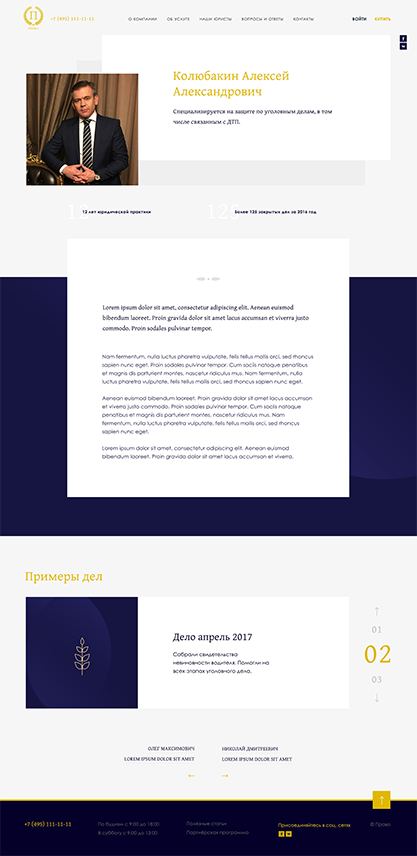 П
+7 (495) 111-11-11
О КОМПАНИИ
ОБ УСЛУГЕ
НАШИ ЮРИСТЫ
ВОПРОСЫ И ОТВЕТЫ
КОНТАКТЫ
ВОЙТИ
КУПИТЬ
Колюбакин Алексей
Александрович
Специализируется на защите по уголовным делам, в том
числе связанным с ДТП.
12 лет юридической практики
Более 125 закрытых дел за 2016 год
Lorem ipsum dolor sit amet, consectetur adipiscing elit. Aenean euismod
bibendum laoreet. Proin gravida dolor sit amet lacus accumsan et viverra justo
commodo. Proin sodales pulvinar tempor.
Nam fermentum, nulla luctus pharetra vulputate, felis tellus mollis orci, sed rhoncus
sapien nunc eget. Proin sodales pulvinar tempor. Cum sociis natoque penatibus
et magnis dis parturient montes, nascetur ridiculus mus. Nam fermentum, nulla
luctus pharetra vulputate, felis tellus mollis orci, sed rhoncus sapien nunc eget.
Aenean euismod bibendum laoreet. Proin gravida dolor sit amet lacus accumsan
et viverra justo commodo. Proin sodales pulvinar tempor. Cum sociis natoque
penatibus et magnis dis parturient montes, nascetur ridiculus mus. Nam
fermentum, nulla luctus pharetra vulputate, felis tellus mollis orci, sed rhoncus
sapien nunc eget.
Lorem ipsum dolor sit amet, consectetur adipiscing elit. Aenean euismod
bibendum laoreet. Proin gravida dolor sit amet lacus accumsan et viverra.
Примеры дел
Дело апрель 2017
Собрали свидетельства
невиновности водителя. Помогли на
всех этапах уголовного дела.
01
02
03
ОЛЕГ МАКСИМОВИЧ
LOREM IPSUM DOLOR SIT AMET
НИКОЛАЙ ДМИТРИЕВИЧ
LOREM IPSUM DOLOR SIT AMET
+7 (495) 111-11-11
По будням с 9:00 до 18:00
В субботу с 9:00 до 13:00
Полезные статьи
Партнёрская программа
Присоединяйтесь в соц. сетях
© Право